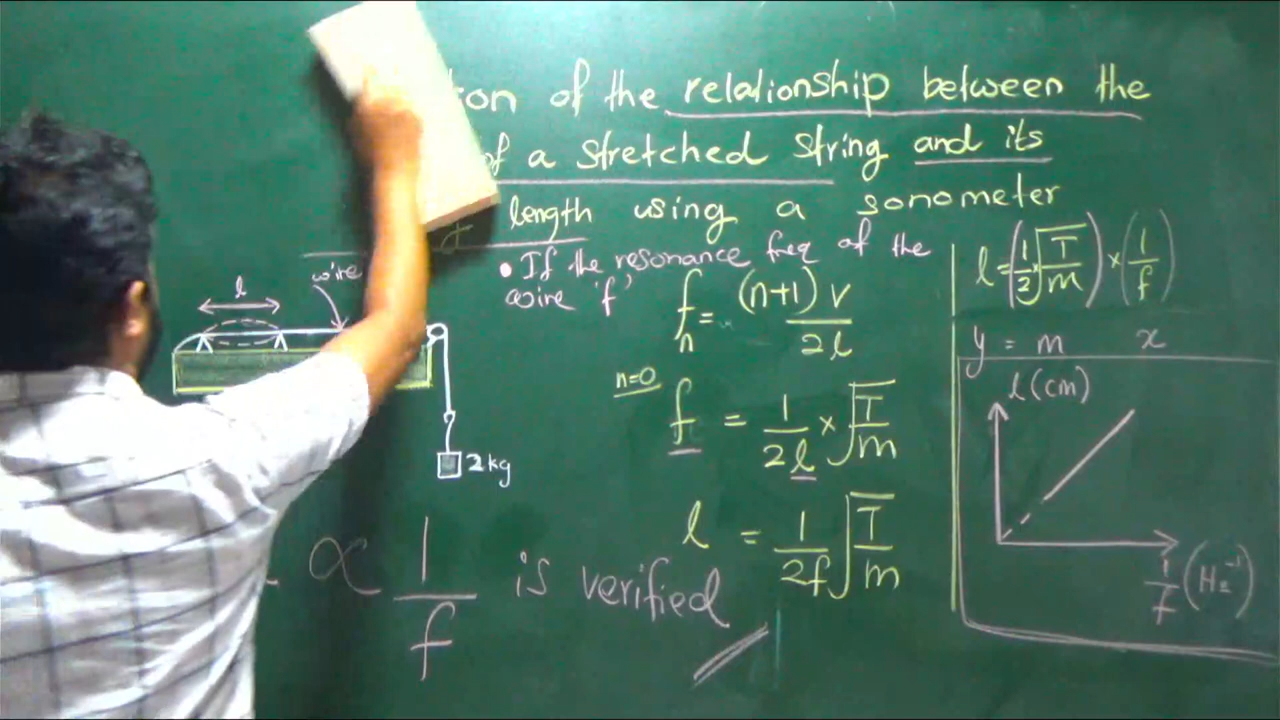 tion of the relationship between the
of a stretched string and its
length using a sonometer
• If the resonance freq of the
wire 'f'
wire
l
2 kg
fn = (n+1) v / 2l
n=0
f = 1/2l × √T/m
l = 1/2f √T/m
∝ 1/f is verified
l = (1/2 × √T/m) × (1/f)
y = m x
l (cm)
1/f (Hz⁻¹)